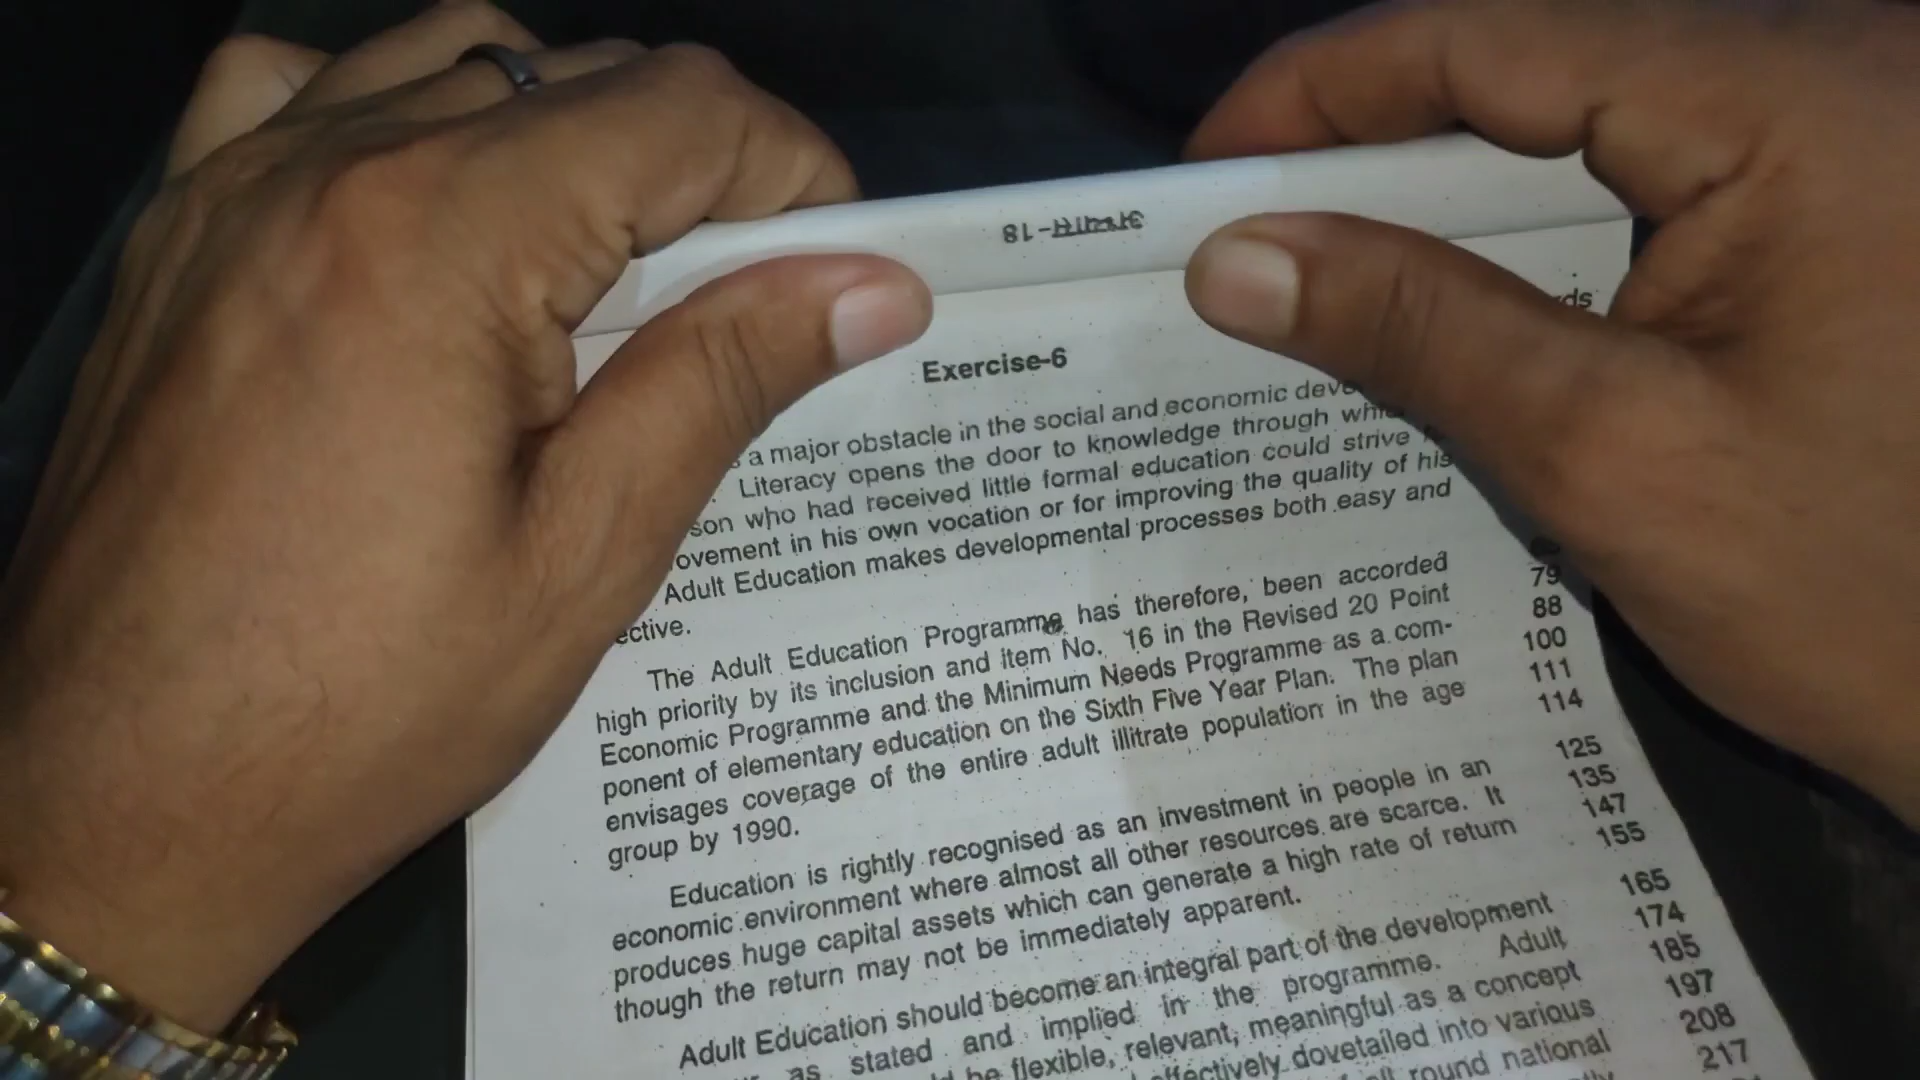 अभ्यास-18
ds
Exercise-6
a major obstacle in the social and economic
Literacy opens the door to knowledge through
son who had received little formal education could strive
ovement in his own vocation or for improving the quality of his
Adult Education makes developmental processes both easy and
ective.
The Adult Education Programme has therefore, been accorded
high priority by its inclusion and item No. 16 in the Revised 20 Point 79
Economic Programme and the Minimum Needs Programme as a com- 88
ponent of elementary education on the Sixth Five Year Plan. The plan 100
envisages coverage of the entire adult illitrate population in the age 111
group by 1990. 114
Education is rightly recognised as an investment in people in an 125
economic environment where almost all other resources are scarce. It 135
produces huge capital assets which can generate a high rate of return 147
though the return may not be immediately apparent. 155
Adult Education should become an integral part of the development 165
as stated and implied in the programme. Adult 174
be flexible, relevant, meaningful as a concept 185
effectively dovetailed into various 197
round national 208
217